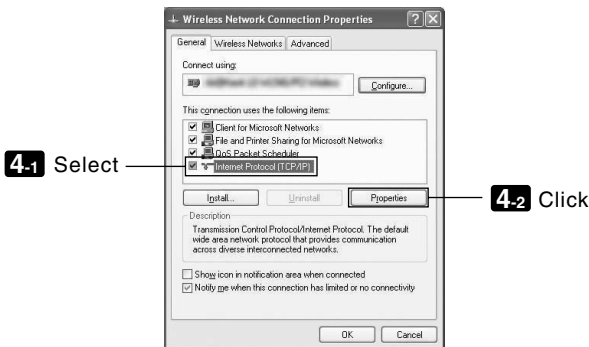 Wireless Network Connection Properties
General Wireless Networks Advanced
Connect using:
Configure...
This connection uses the following items:
Client for Microsoft Networks
File and Printer Sharing for Microsoft Networks
QoS Packet Scheduler
4-1 Select
Internet Protocol (TCP/IP)
Install... Uninstall Properties
4-2 Click
Description
Transmission Control Protocol/Internet Protocol. The default
wide area network protocol that provides communication
across diverse interconnected networks.
Show icon in notification area when connected
Notify me when this connection has limited or no connectivity
OK Cancel